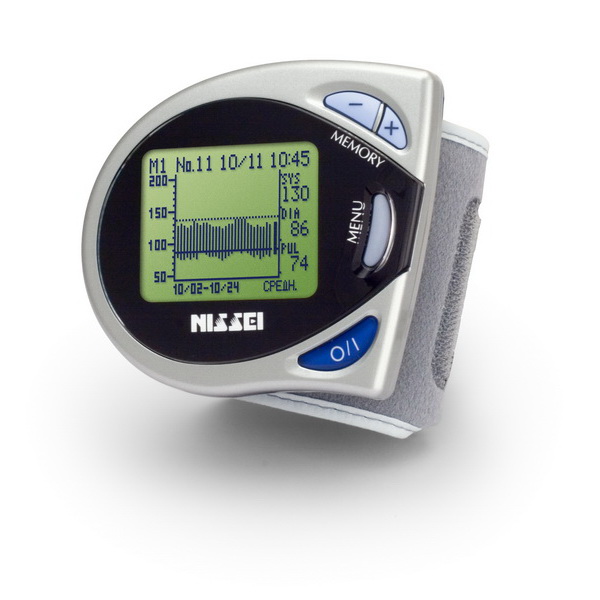 M1 No.11 10/11 10:45
200-
150-
100-
50-
SYS
130
DIA
86
PUL
74
10/02-10/24 СРЕДН.
NISSEI
- +
MEMORY
MENU
O/I